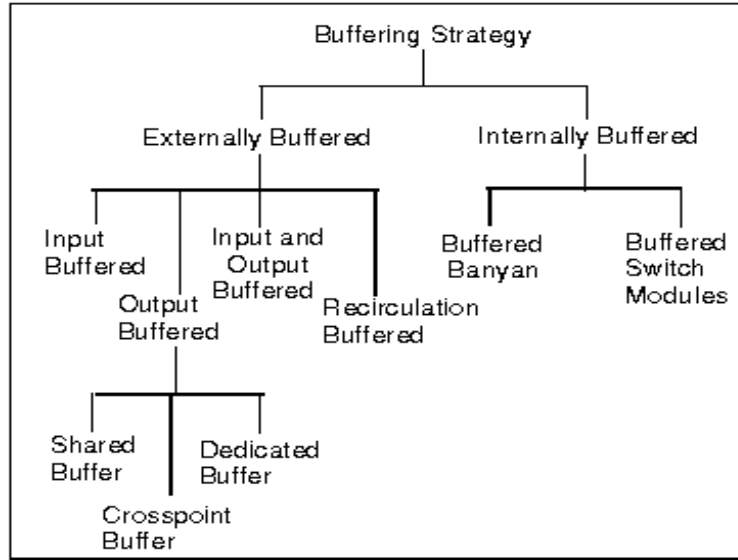 Buffering Strategy
Externally Buffered
Internally Buffered
Input
Buffered
Output
Buffered
Input and
Output
Buffered
Recirculation
Buffered
Buffered
Banyan
Buffered
Switch
Modules
Shared
Buffer
Crosspoint
Buffer
Dedicated
Buffer